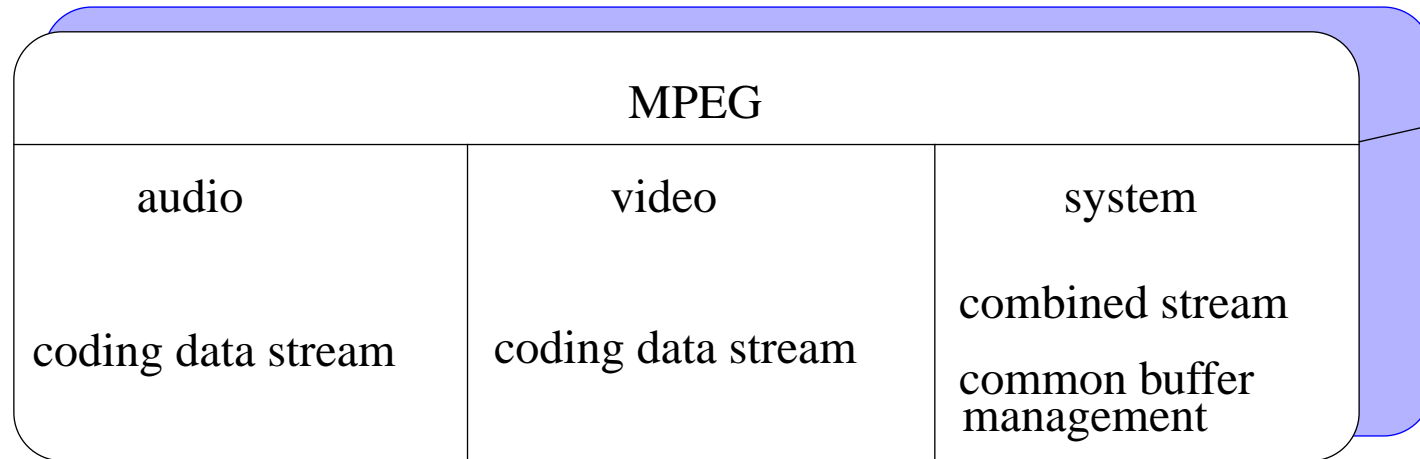 MPEG
audio
coding data stream
video
coding data stream
system
combined stream
common buffer
management